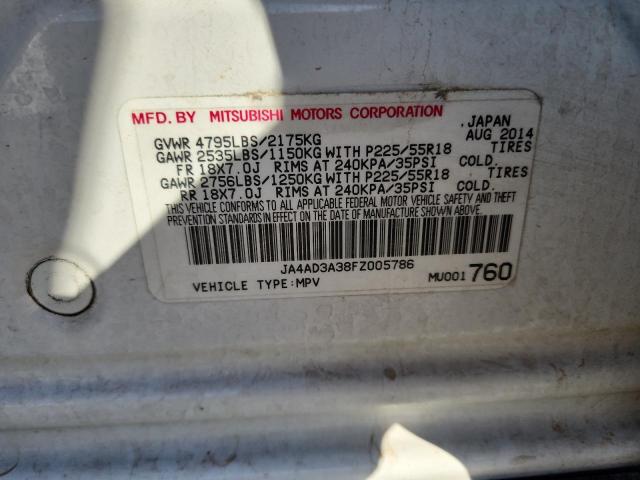 MFD. BY MITSUBISHI MOTORS CORPORATION .JAPAN
GVWR 4795LBS/2175KG AUG 2014
GAWR 2535LBS/1150KG WITH P225/55R18 TIRES
FR 18X7.0J RIMS AT 240KPA/35PSI COLD.
GAWR 2756LBS/1250KG WITH P225/55R18 TIRES
RR 18X7.0J RIMS AT 240KPA/35PSI COLD.
THIS VEHICLE CONFORMS TO ALL APPLICABLE FEDERAL MOTOR VEHICLE SAFETY AND THEFT
PREVENTION STANDARDS IN EFFECT ON THE DATE OF MANUFACTURE SHOWN ABOVE.
JA4AD3A38FZ005786
VEHICLE TYPE:MPV MU001 760